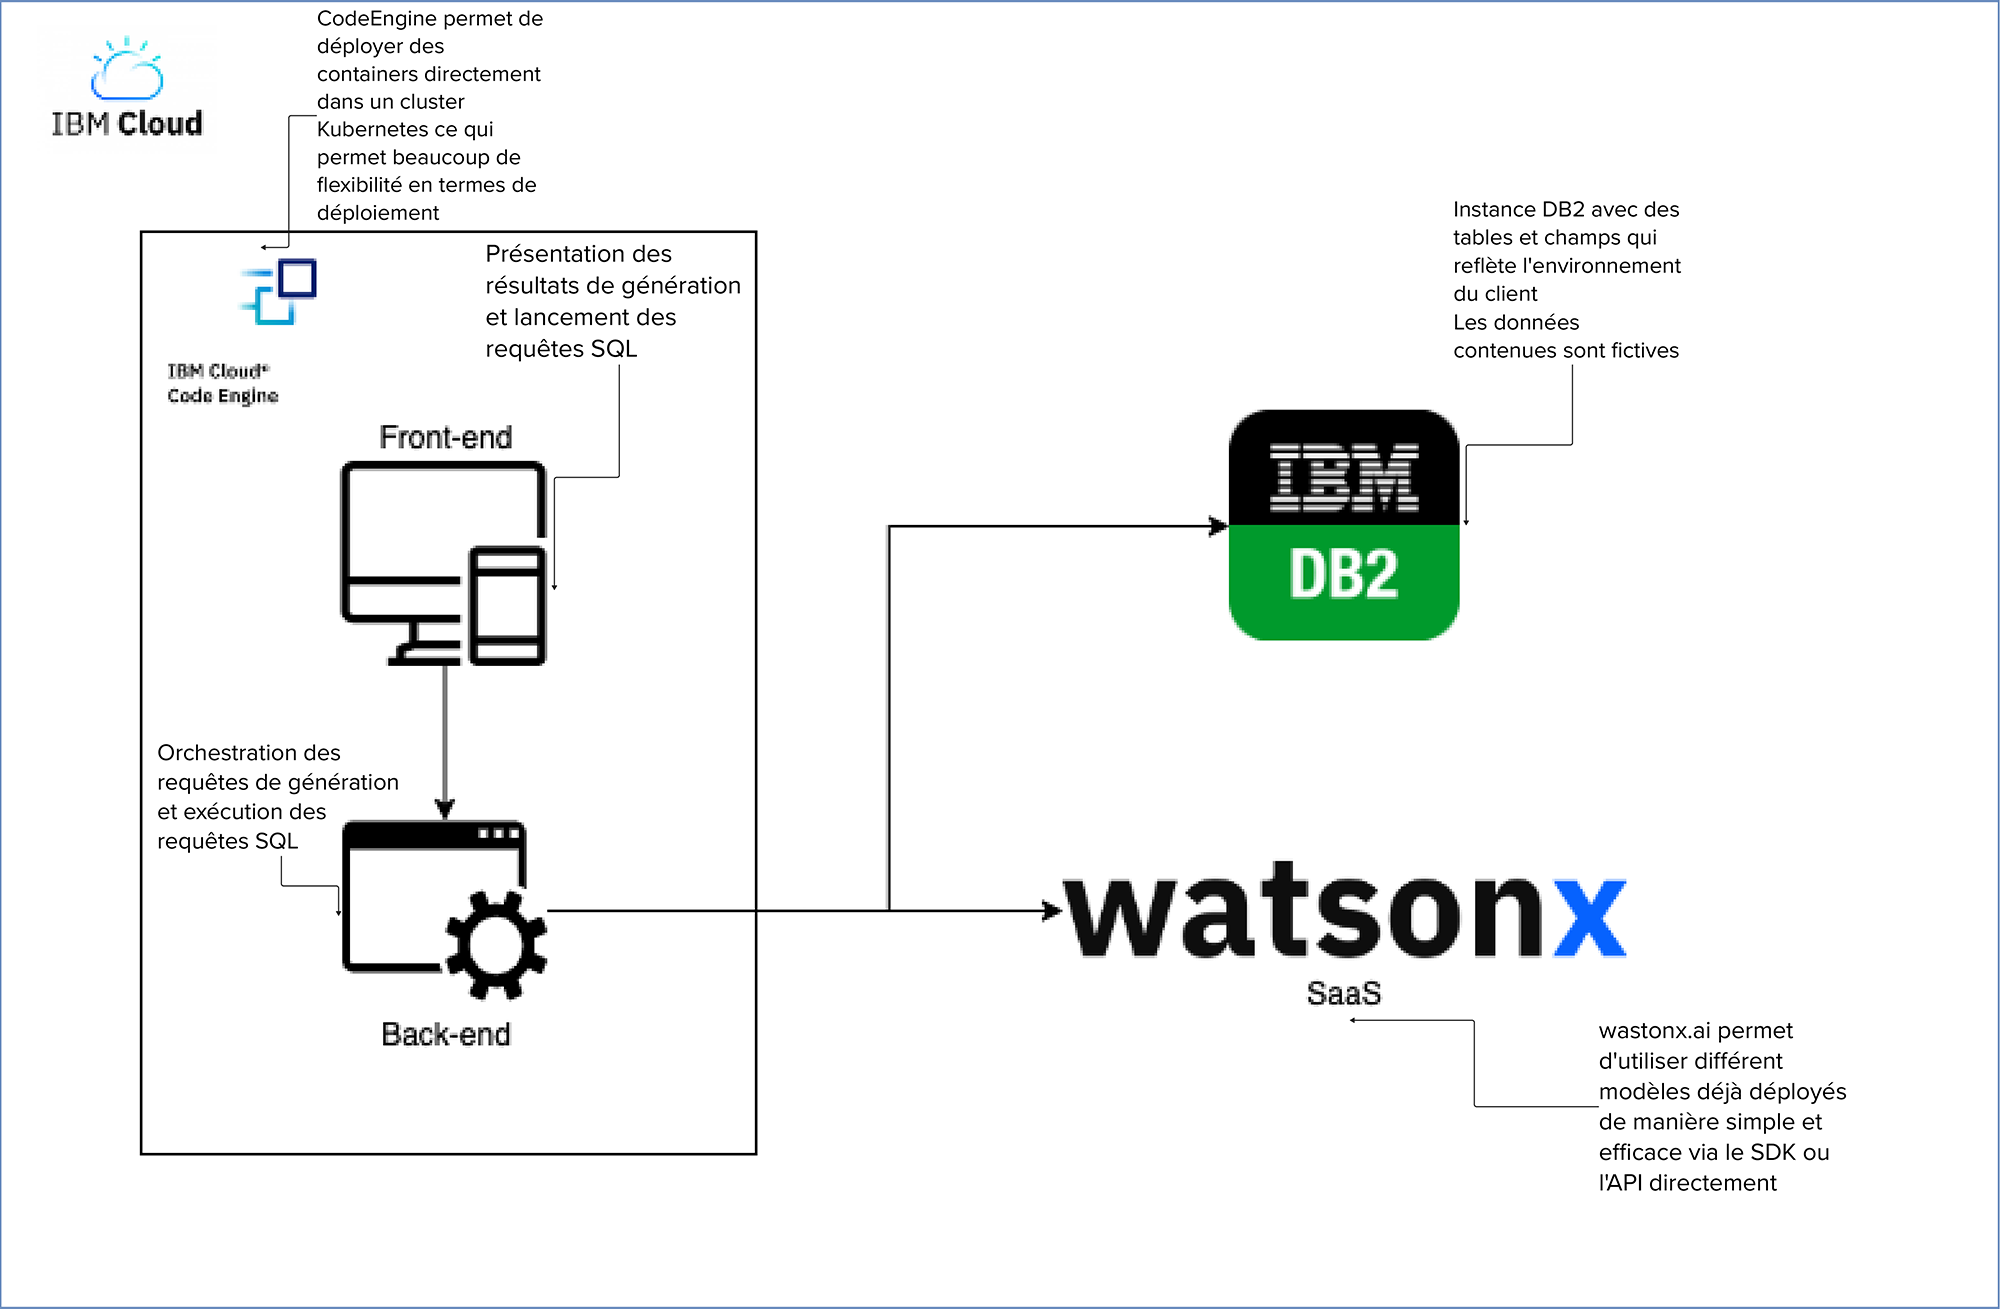 CodeEngine permet de
déployer des
containers directement
dans un cluster
Kubernetes ce qui
permet beaucoup de
flexibilité en termes de
déploiement
IBM Cloud
Présentation des
résultats de génération
et lancement des
requêtes SQL
IBM Cloud®
Code Engine
Front-end
Orchestration des
requêtes de génération
et exécution des
requêtes SQL
Back-end
Instance DB2 avec des
tables et champs qui
reflète l'environnement
du client
Les données
contenues sont fictives
IBM
DB2
watsonx
SaaS
wastonx.ai permet
d'utiliser différent
modèles déjà déployés
de manière simple et
efficace via le SDK ou
l'API directement